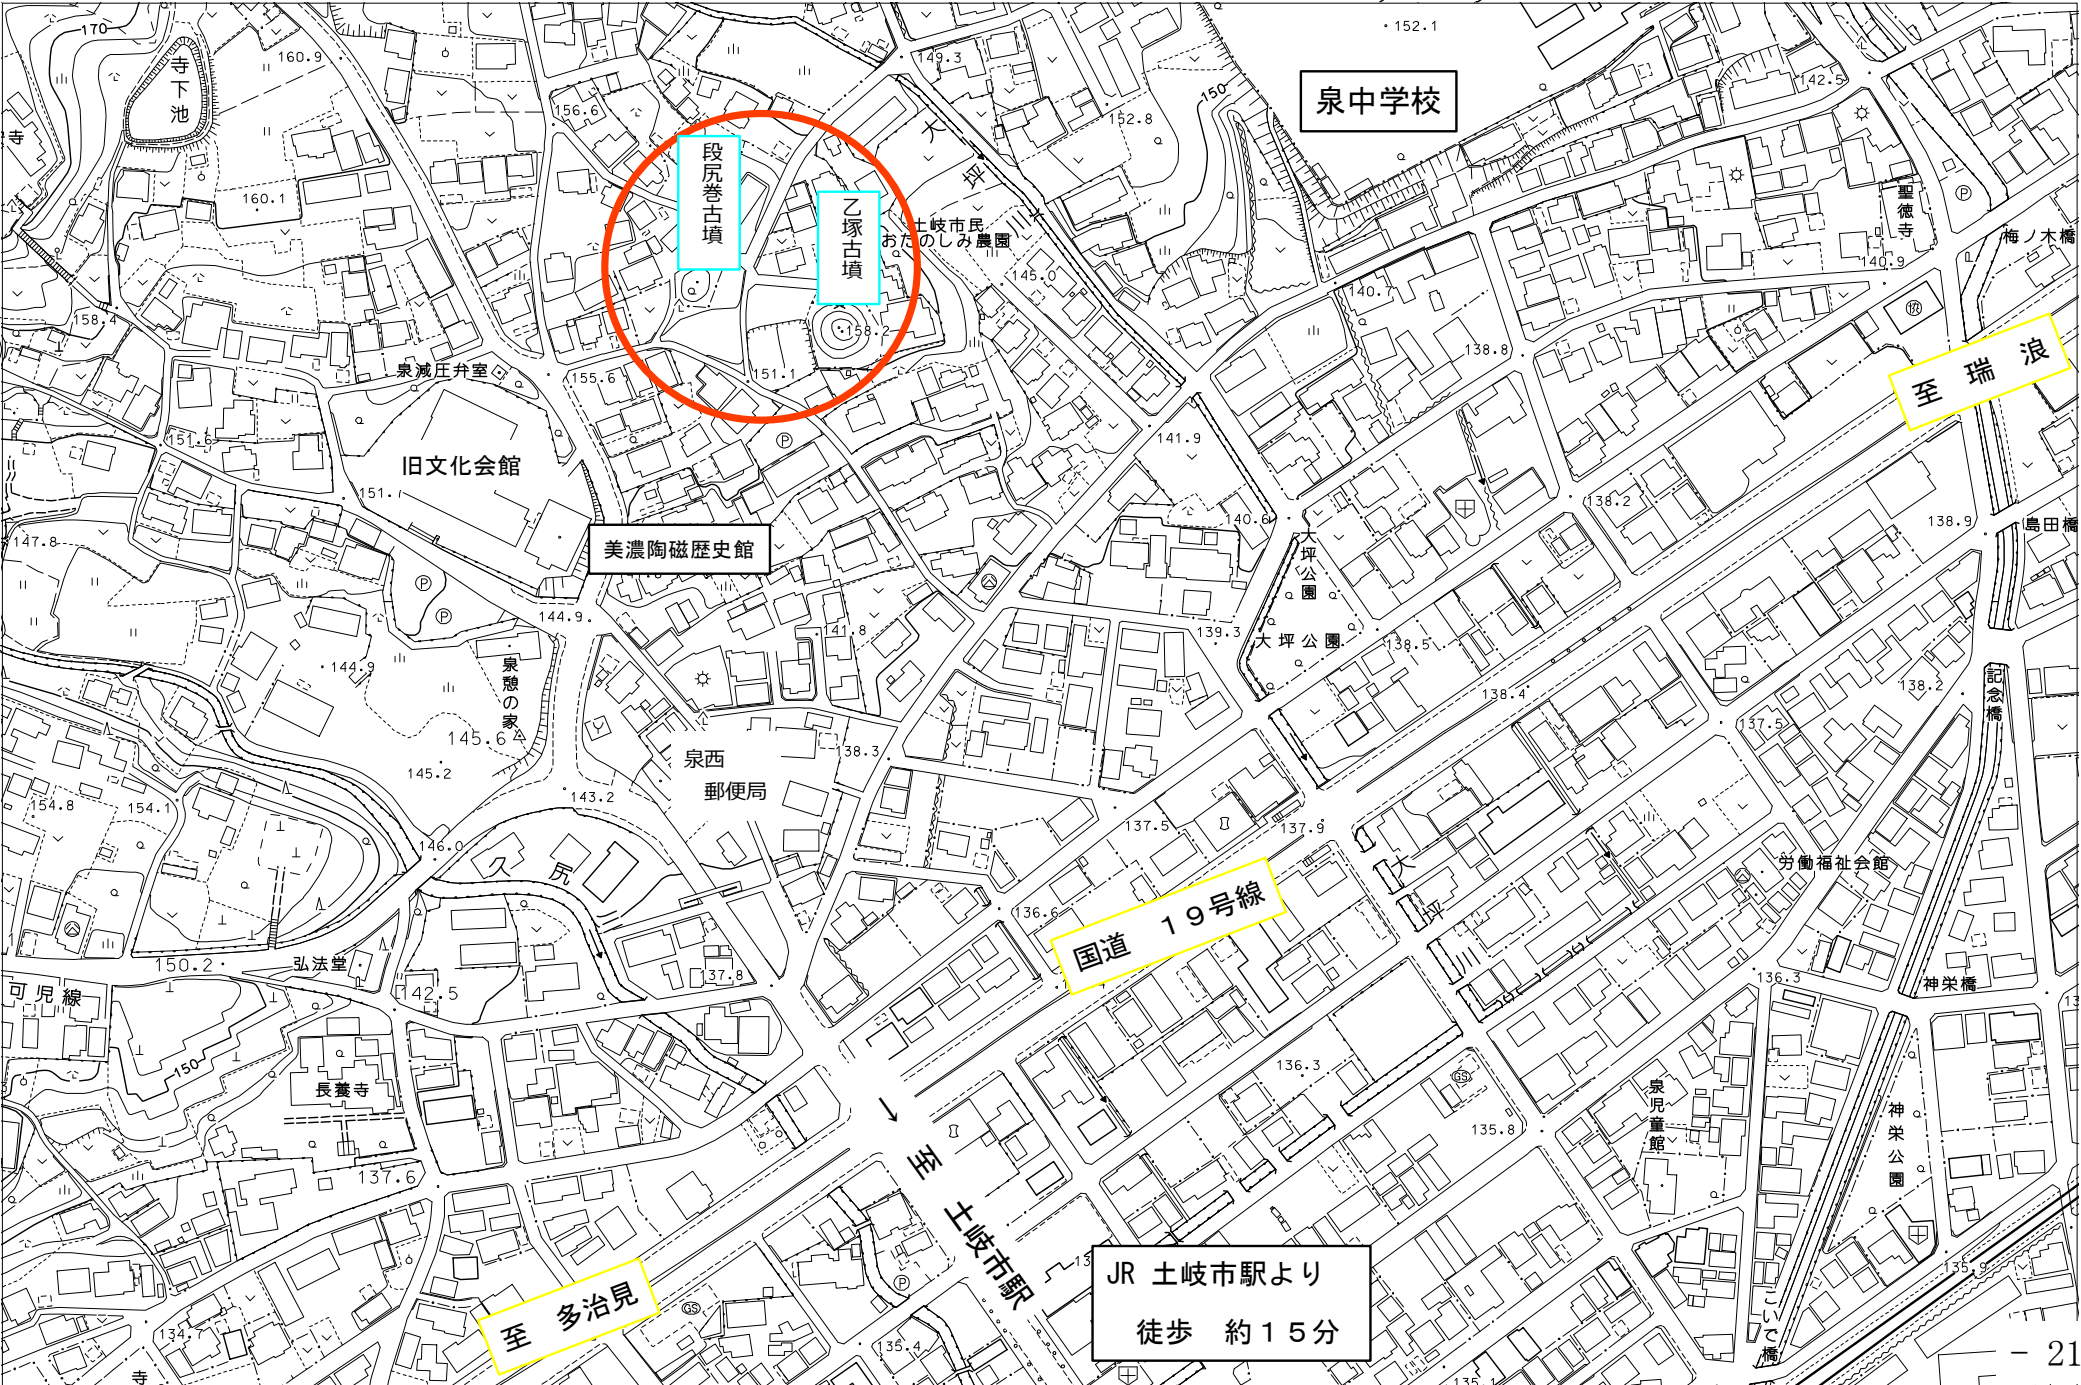 152.1
170
寺下池
160.9
149.3
142.5
150
泉中学校
156.6
152.8
大坪
段尻巻古墳
乙塚古墳
160.1
聖徳寺
土岐市民
おたのしみ農園
梅ノ木橋
145.0
140.9
140.7
158.4
158.2
138.8
至 瑞 浪
泉減圧弁室
155.6
151.1
151.6
141.9
旧文化会館
151.
138.2
140.6
138.9
島田橋
147.8
美濃陶磁歴史館
大坪公園
144.9
141.8
139.3
大坪公園
138.5
144.9
泉憩の家
138.4
138.2
記念橋
137.5
145.6
泉西
郵便局
138.3
145.2
143.2
154.8
154.1
137.5
137.9
146.0
久尻
労働福祉会館
大坪
136.6
国道 19号線
150.2
弘法堂
137.8
136.3
可児線
142.5
神栄橋
150
136.3
長養寺
GS
泉児童館
神栄公園
135.8
137.6
→ 至 土岐市駅
JR 土岐市駅より
徒歩 約15分
135.9
至 多治見
GS
134.7
135.4
こいで橋
寺
135.1
- 21